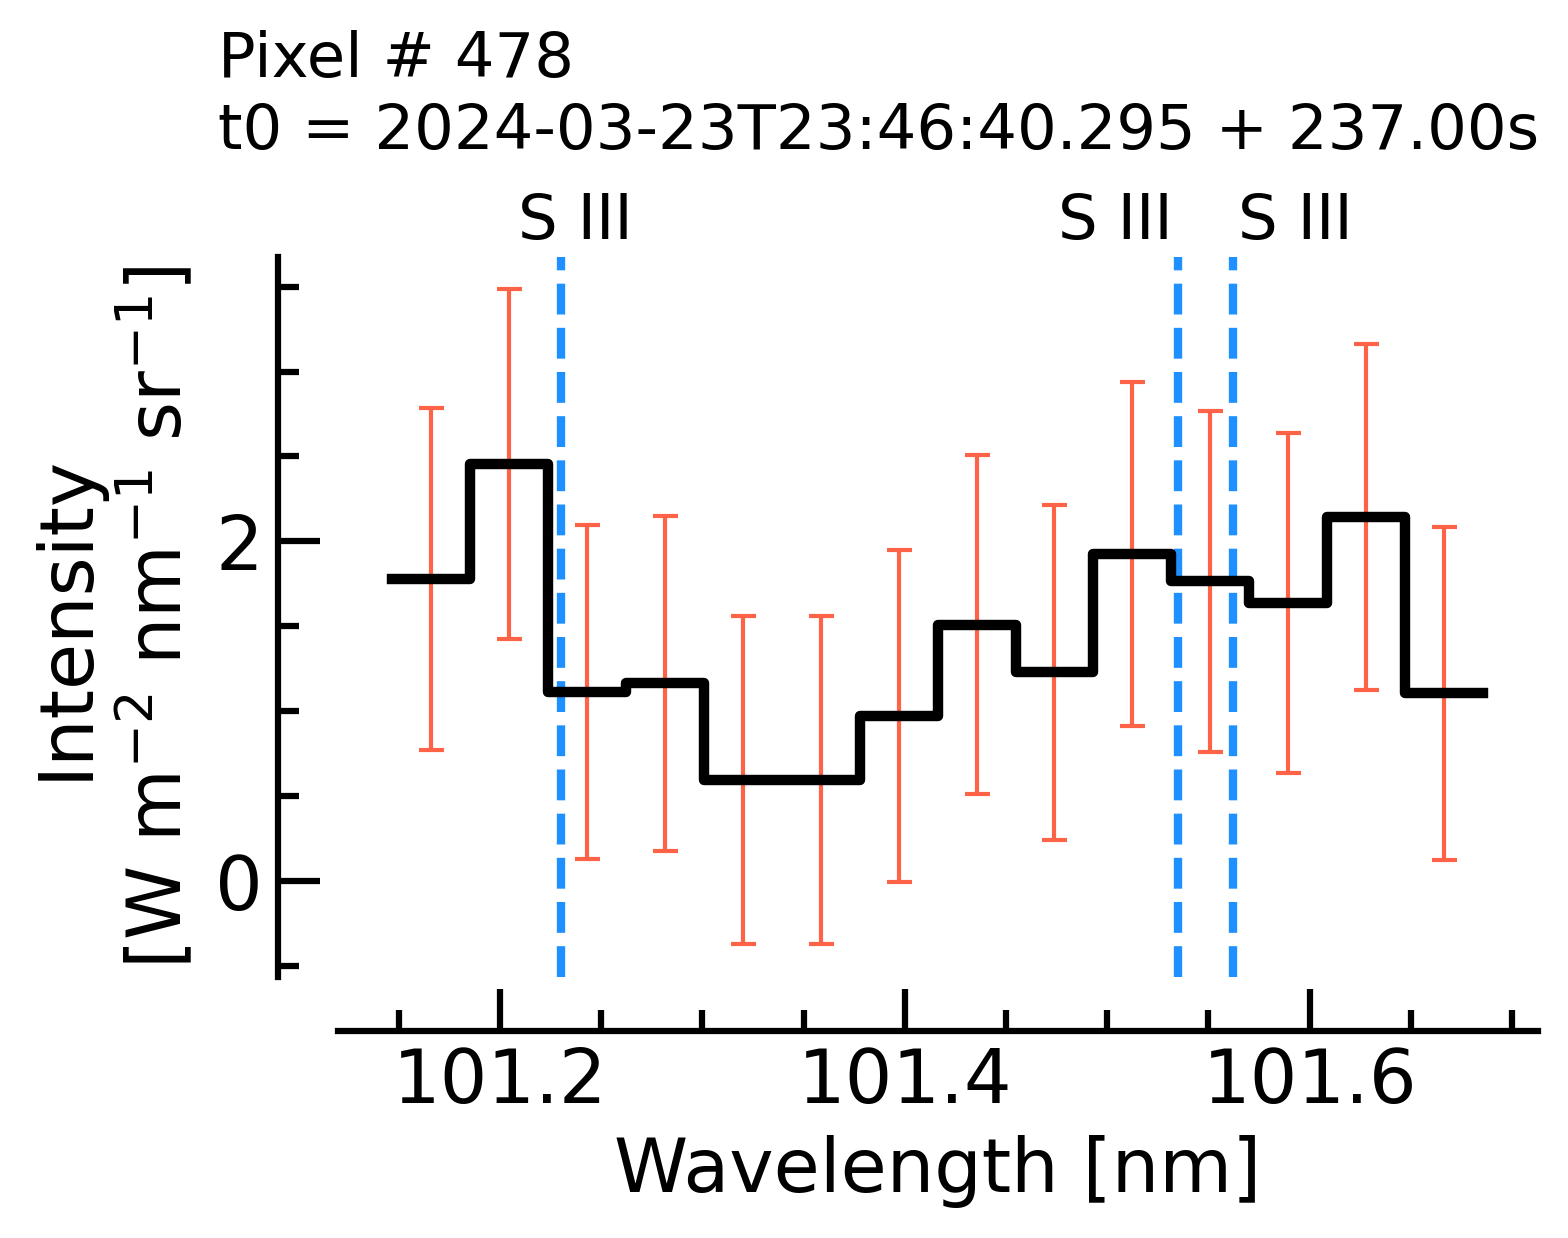 Pixel # 478
t0 = 2024-03-23T23:46:40.295 + 237.00s
S III S III S III
Intensity
[W m⁻² nm⁻¹ sr⁻¹]
2
0
101.2 101.4 101.6
Wavelength [nm]